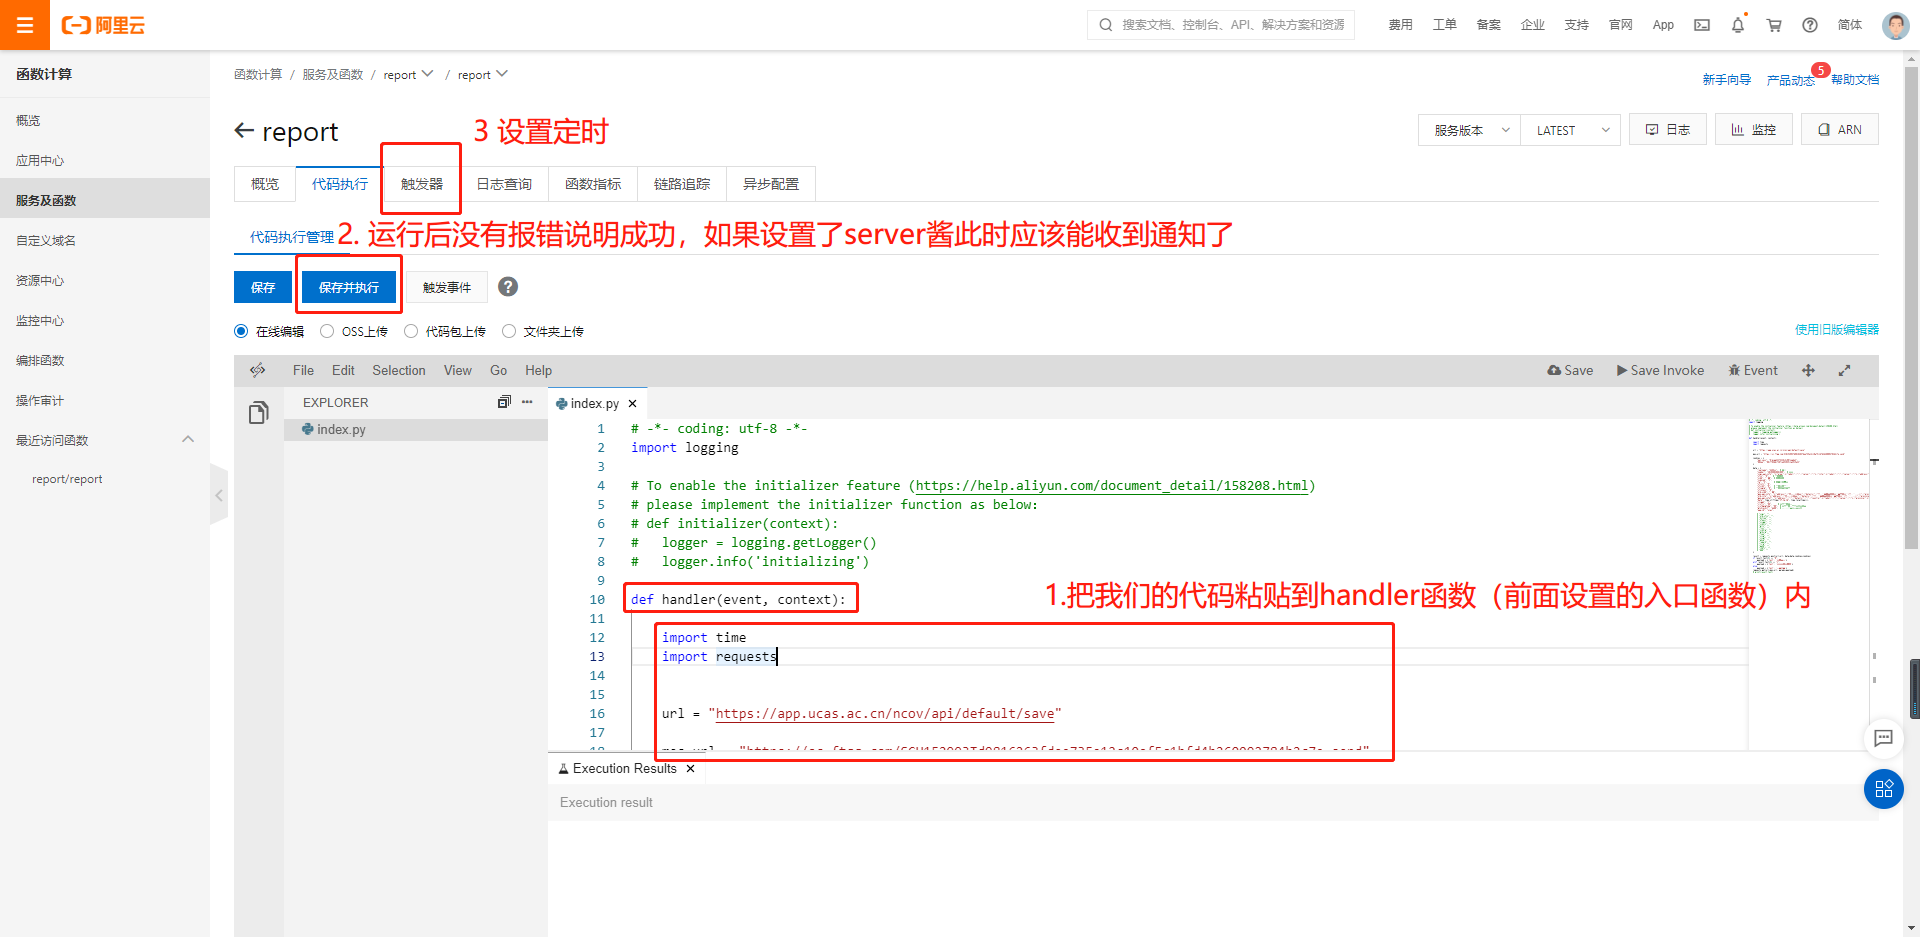 阿里云
搜索文档、控制台、API、解决方案和资源
费用 工单 备案 企业 支持 官网 App 简体
函数计算
概览
应用中心
服务及函数
自定义域名
资源中心
监控中心
编排函数
操作审计
最近访问函数
report/report
函数计算 / 服务及函数 / report / report
新手向导 产品动态 5 帮助文档
report
3 设置定时
服务版本 LATEST 日志 监控 ARN
概览 代码执行 触发器 日志查询 函数指标 链路追踪 异步配置
代码执行管理
2. 运行后没有报错说明成功，如果设置了server酱此时应该能收到通知了
保存 保存并执行 触发事件 ?
在线编辑 OSS上传 代码包上传 文件夹上传
使用旧版编辑器
File Edit Selection View Go Help
Save Save Invoke Event
EXPLORER
index.py
index.py
1 # -*- coding: utf-8 -*-
2 import logging
3
4 # To enable the initializer feature (https://help.aliyun.com/document_detail/158208.html)
5 # please implement the initializer function as below:
6 # def initializer(context):
7 #   logger = logging.getLogger()
8 #   logger.info('initializing')
9
10 def handler(event, context):
1.把我们的代码粘贴到handler函数（前面设置的入口函数）内
11
12 import time
13 import requests
14
15
16 url = "https://app.ucas.ac.cn/ncov/api/default/save"
17
Execution Results
Execution result